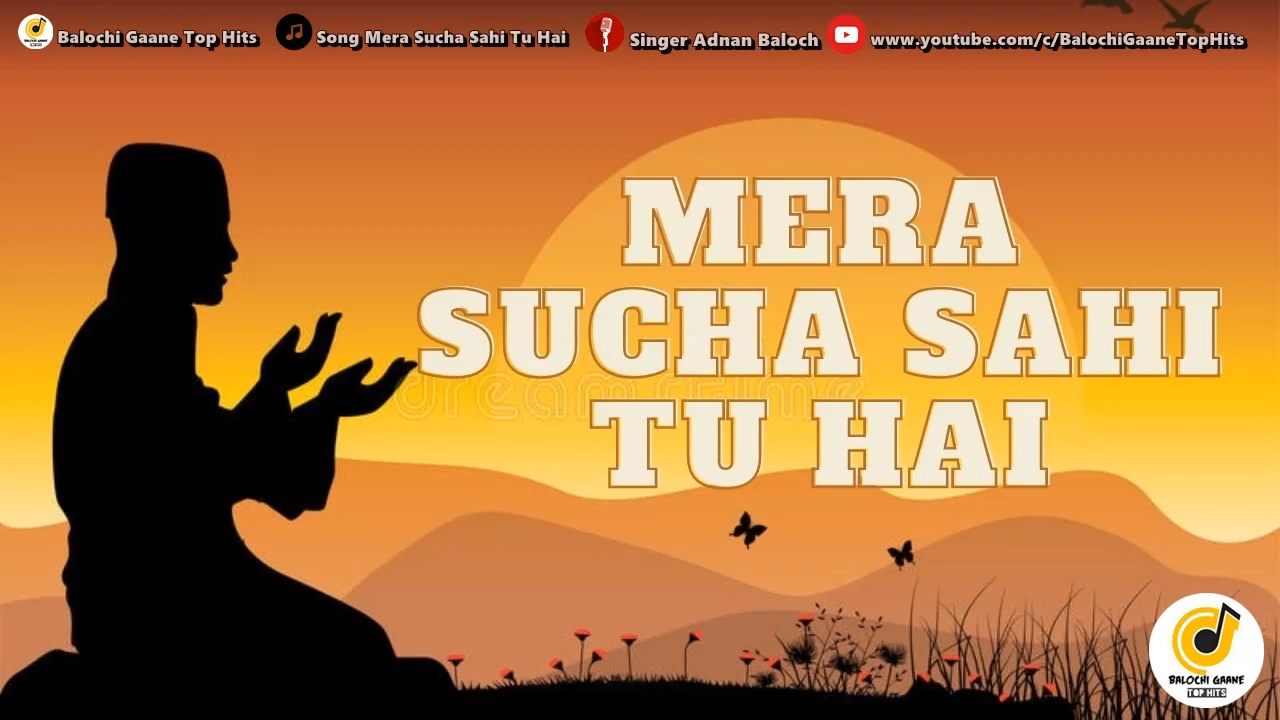 Balochi Gaane Top Hits
Song Mera Sucha Sahi Tu Hai
Singer Adnan Baloch
www.youtube.com/c/BalochiGaaneTopHits
MERA
SUCHA SAHI
TU HAI
BALOCHI GAANE
TOP HITS